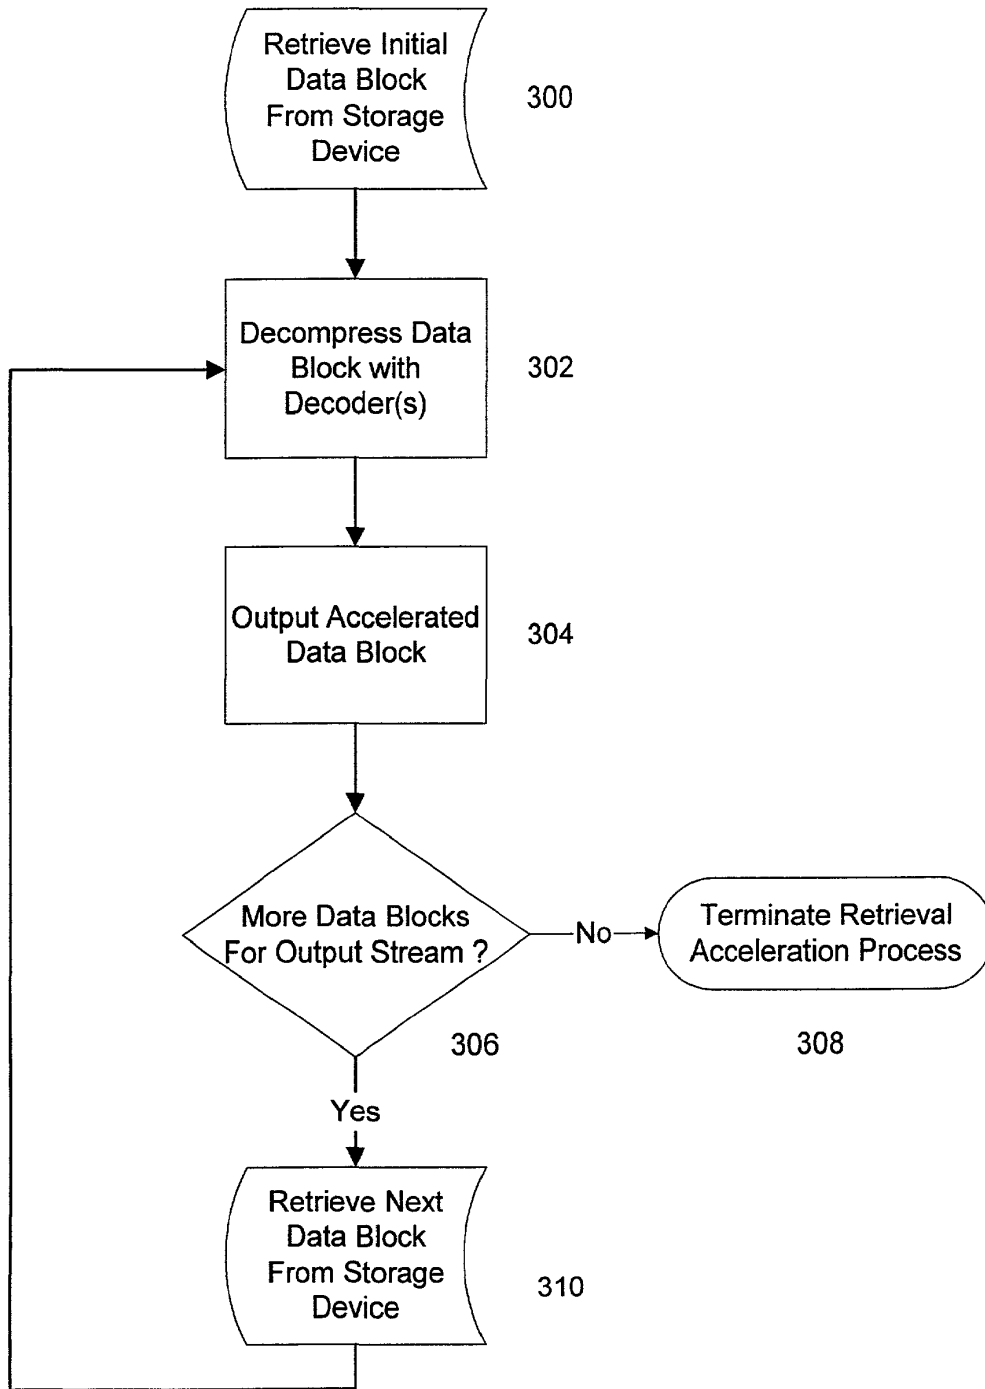 Retrieve Initial
Data Block
From Storage
Device
300
Decompress Data
Block with
Decoder(s)
302
Output Accelerated
Data Block
304
More Data Blocks
For Output Stream ?
306
No
Terminate Retrieval
Acceleration Process
308
Yes
Retrieve Next
Data Block
From Storage
Device
310